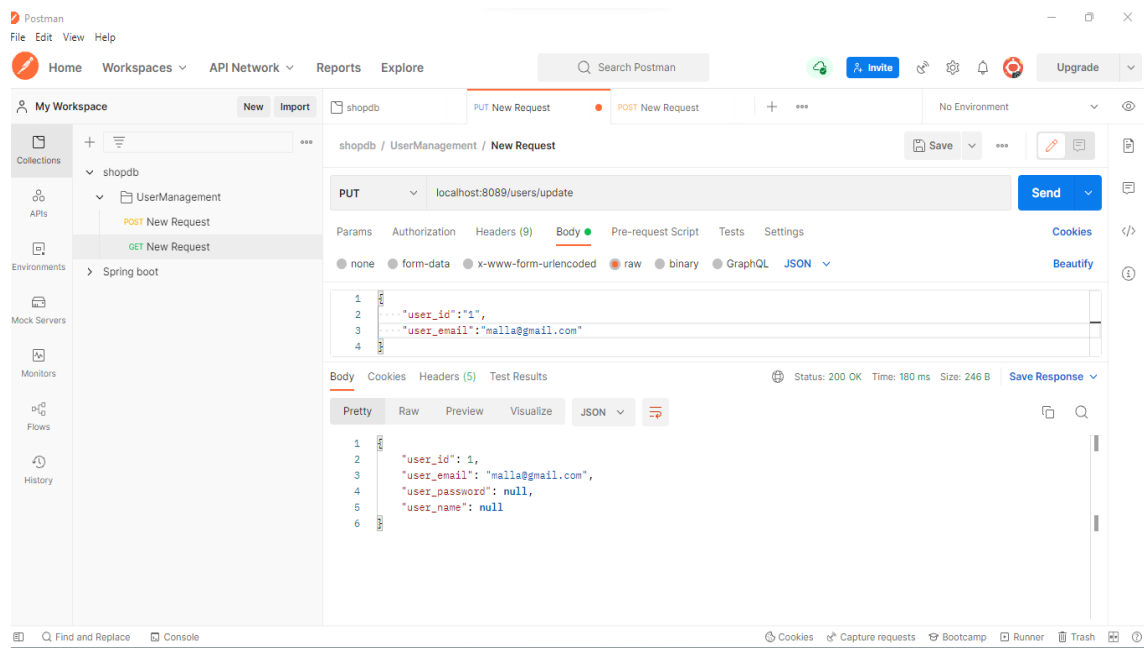 Postman
File Edit View Help
Home Workspaces API Network Reports Explore Search Postman Invite Upgrade
My Workspace New Import shopdb PUT New Request POST New Request No Environment
Collections
APIs
Environments
Mock Servers
Monitors
Flows
History
shopdb
UserManagement
POST New Request
GET New Request
Spring boot
shopdb / UserManagement / New Request Save
PUT localhost:8089/users/update Send
Params Authorization Headers (9) Body Pre-request Script Tests Settings Cookies
none form-data x-www-form-urlencoded raw binary GraphQL JSON Beautify
1 {
2 "user_id":"1",
3 "user_email":"malla@gmail.com"
4 }
Body Cookies Headers (5) Test Results Status: 200 OK Time: 180 ms Size: 246 B Save Response
Pretty Raw Preview Visualize JSON
1 {
2 "user_id": 1,
3 "user_email": "malla@gmail.com",
4 "user_password": null,
5 "user_name": null
6 }
Find and Replace Console Cookies Capture requests Bootcamp Runner Trash